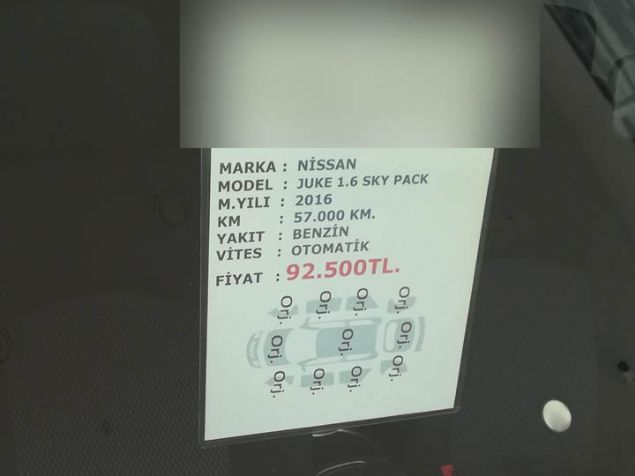 MARKA : NİSSAN
MODEL : JUKE 1.6 SKY PACK
M.YILI : 2016
KM : 57.000 KM.
YAKIT : BENZİN
VİTES : OTOMATİK
FİYAT : 92.500TL.
Orj. Orj. Orj. Orj.
Orj. Orj. Orj.
Orj. Orj. Orj. Orj.